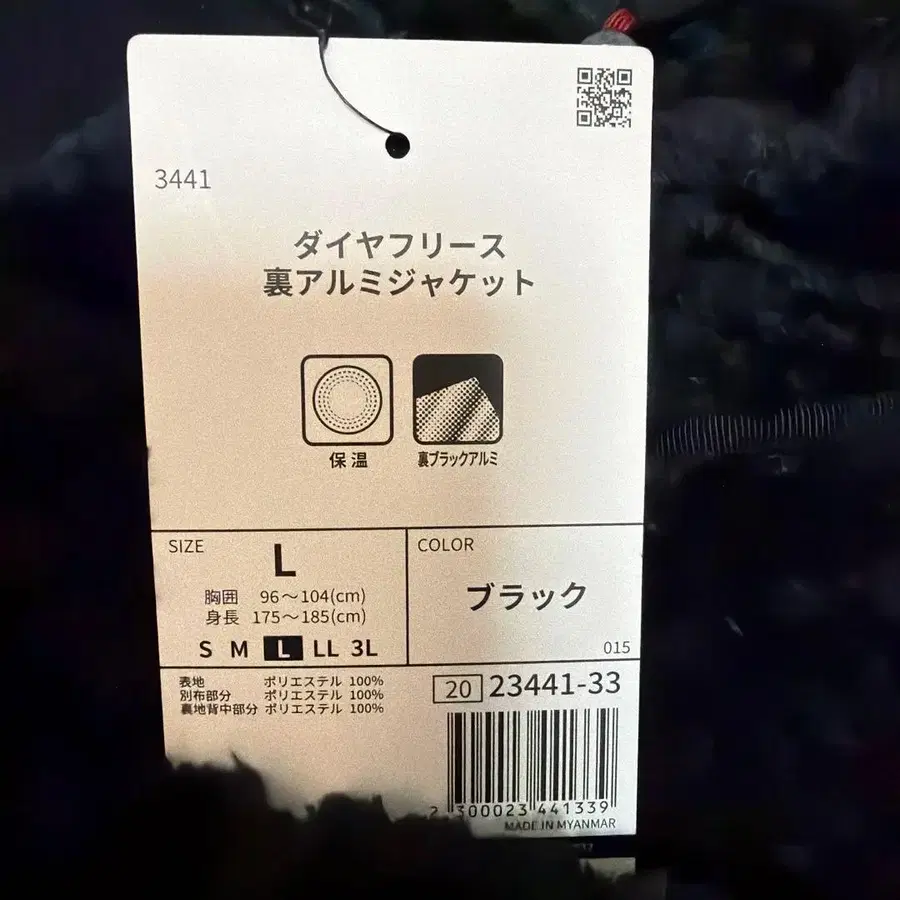 3441
ダイヤフリース
裏アルミジャケット
保温
裏ブラックアルミ
SIZE
L
胸囲 96～104(cm)
身長 175～185(cm)
S M L LL 3L
COLOR
ブラック
015
表地 ポリエステル 100%
別布部分 ポリエステル 100%
裏地背中部分 ポリエステル 100%
20 23441-33
2 300023 441339
MADE IN MYANMAR